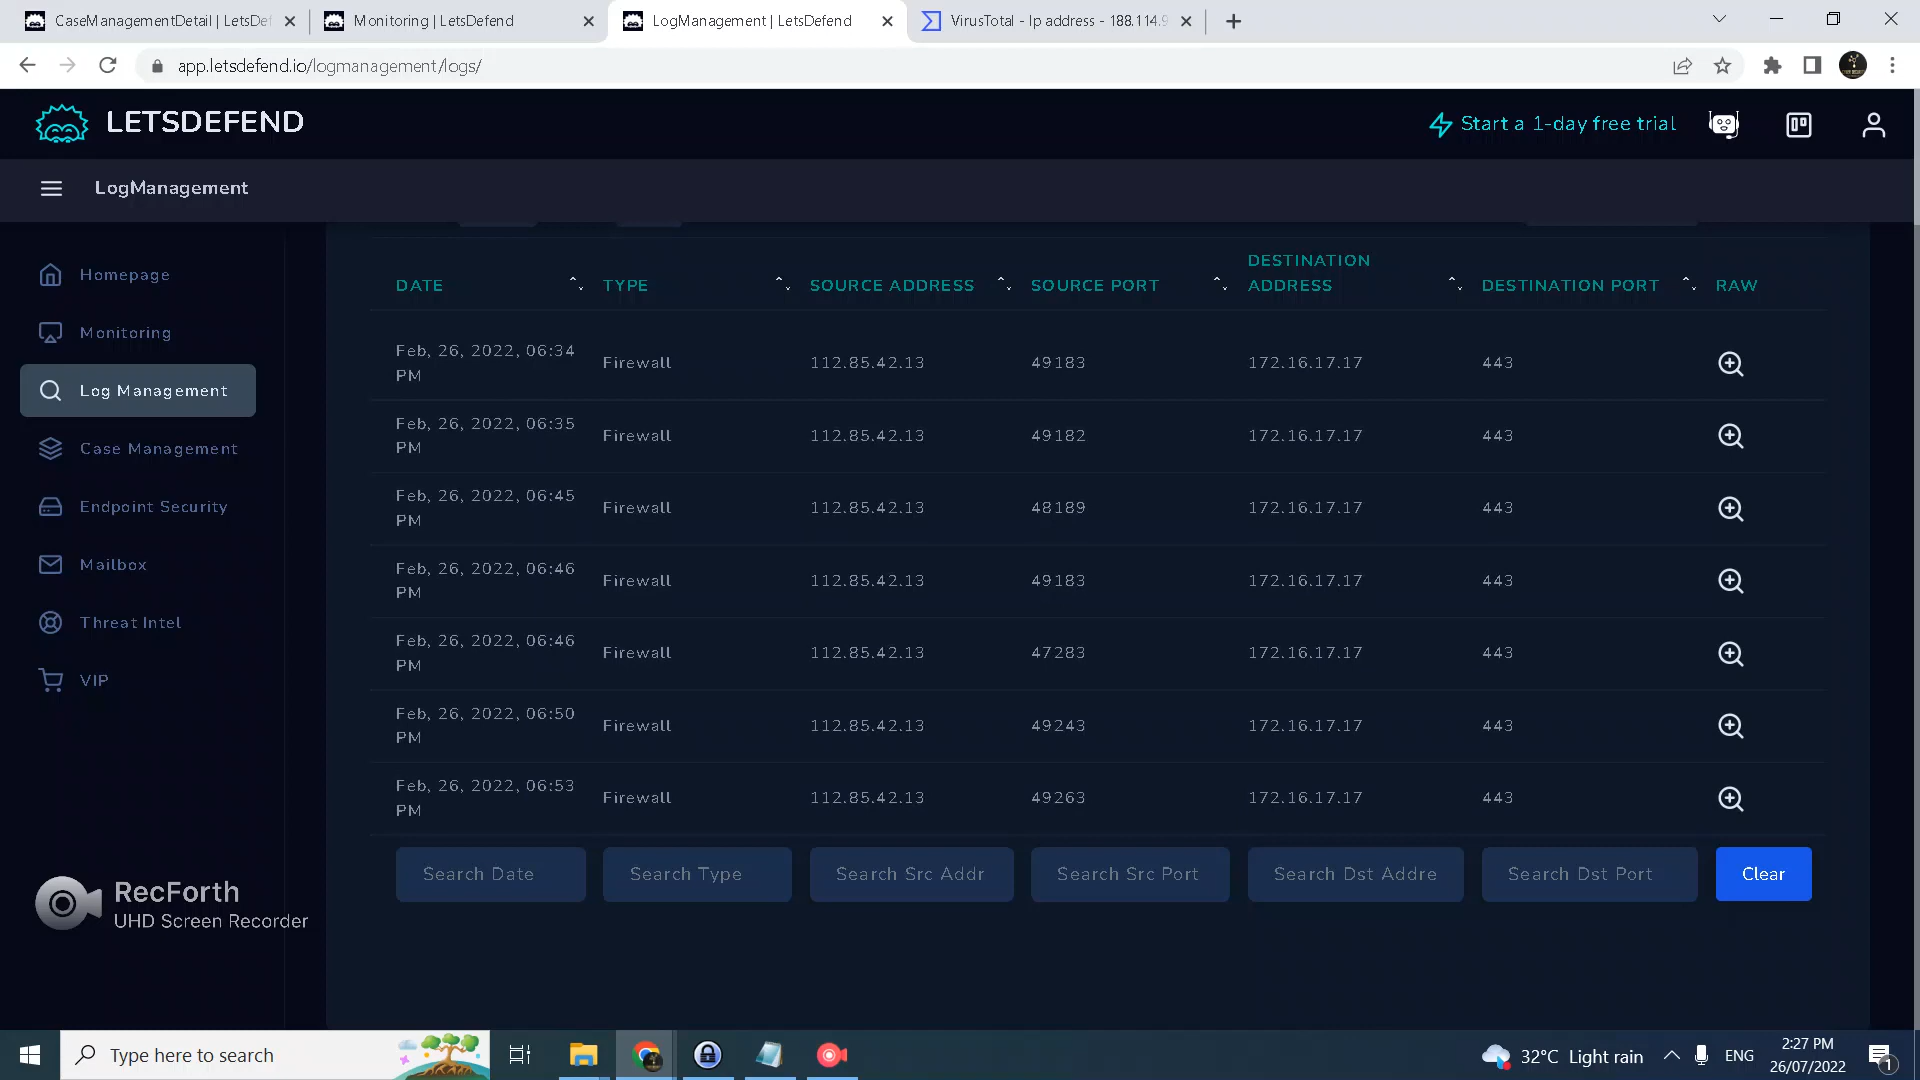 CaseManagementDetail | LetsDef
Monitoring | LetsDefend
LogManagement | LetsDefend
VirusTotal - Ip address - 188.114.9
app.letsdefend.io/logmanagement/logs/
LETSDEFEND
Start a 1-day free trial
LogManagement
Homepage
Monitoring
Log Management
Case Management
Endpoint Security
Mailbox
Threat Intel
VIP
DATE TYPE SOURCE ADDRESS SOURCE PORT DESTINATION ADDRESS DESTINATION PORT RAW
Feb, 26, 2022, 06:34 PM Firewall 112.85.42.13 49183 172.16.17.17 443
Feb, 26, 2022, 06:35 PM Firewall 112.85.42.13 49182 172.16.17.17 443
Feb, 26, 2022, 06:45 PM Firewall 112.85.42.13 48189 172.16.17.17 443
Feb, 26, 2022, 06:46 PM Firewall 112.85.42.13 49183 172.16.17.17 443
Feb, 26, 2022, 06:46 PM Firewall 112.85.42.13 47283 172.16.17.17 443
Feb, 26, 2022, 06:50 PM Firewall 112.85.42.13 49243 172.16.17.17 443
Feb, 26, 2022, 06:53 PM Firewall 112.85.42.13 49263 172.16.17.17 443
Search Date Search Type Search Src Addr Search Src Port Search Dst Addre Search Dst Port Clear
RecForth
UHD Screen Recorder
Type here to search
32°C Light rain
ENG
2:27 PM
26/07/2022
1